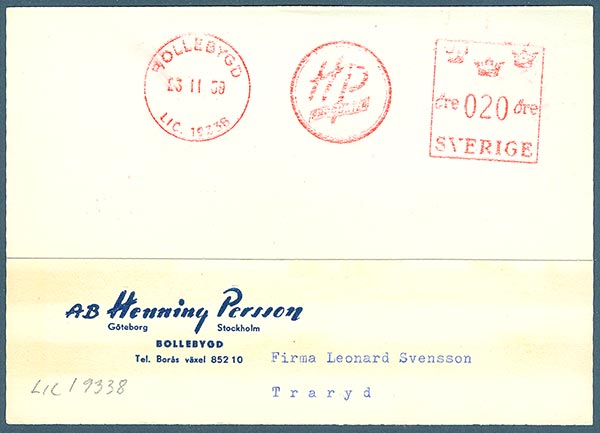 BOLLEBYGD
23 11 59
LIC. 19338
HP
öre 020 öre
SVERIGE
AB Henning Persson
Göteborg Stockholm
BOLLEBYGD
Tel. Borås växel 852 10
Firma Leonard Svensson
Traryd
LIC 19338